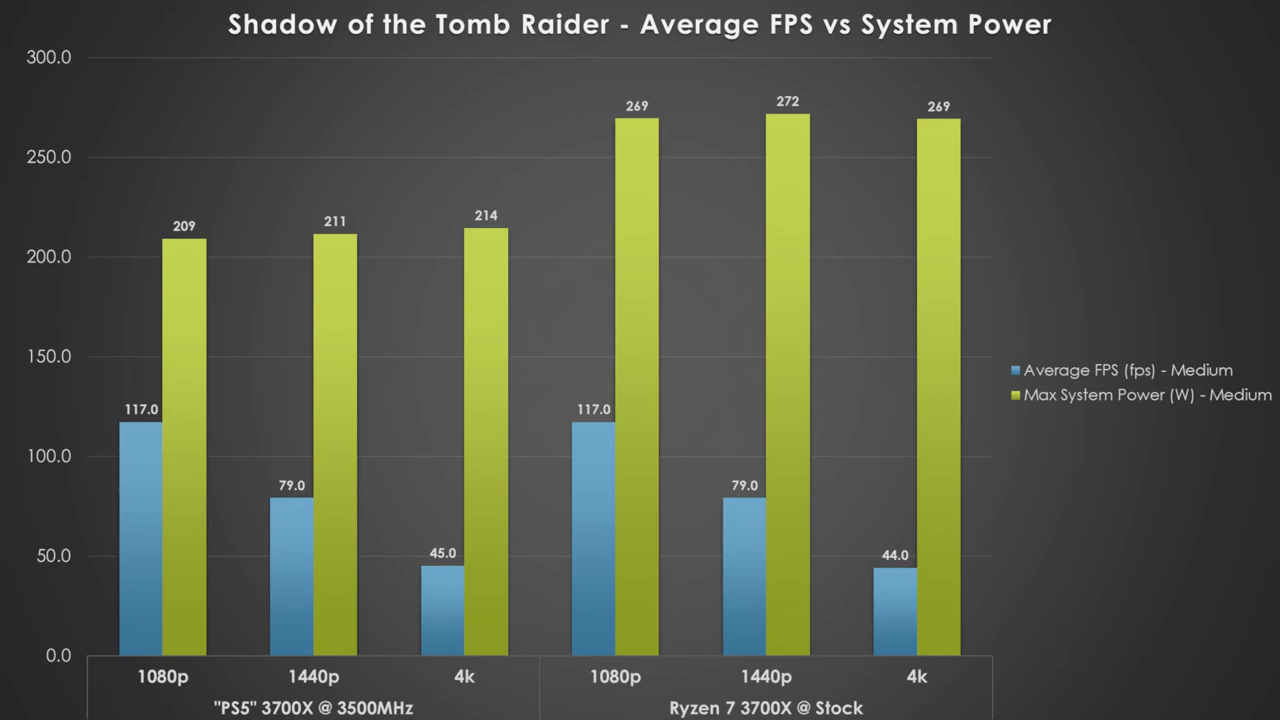 Shadow of the Tomb Raider - Average FPS vs System Power
300.0
250.0
200.0
150.0
100.0
50.0
0.0
117.0
209
79.0
211
45.0
214
117.0
269
79.0
272
44.0
269
1080p
1440p
4k
1080p
1440p
4k
"PS5" 3700X @ 3500MHz
Ryzen 7 3700X @ Stock
Average FPS (fps) - Medium
Max System Power (W) - Medium